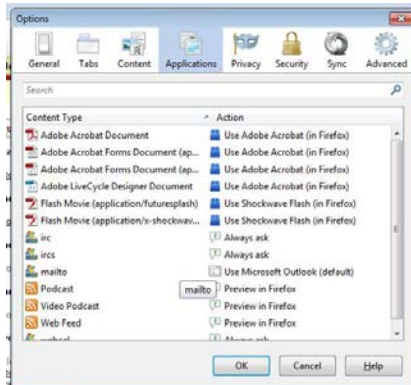 Options
General Tabs Content Applications Privacy Security Sync Advanced
Search
Content Type Action
Adobe Acrobat Document Use Adobe Acrobat (in Firefox)
Adobe Acrobat Forms Document (ap... Use Adobe Acrobat (in Firefox)
Adobe Acrobat Forms Document (ap... Use Adobe Acrobat (in Firefox)
Adobe LiveCycle Designer Document Use Adobe Acrobat (in Firefox)
Flash Movie (application/futuresplash) Use Shockwave Flash (in Firefox)
Flash Movie (application/x-shockwav... Use Shockwave Flash (in Firefox)
irc Always ask
ircs Always ask
mailto Use Microsoft Outlook (default)
Podcast mailto Preview in Firefox
Video Podcast Preview in Firefox
Web Feed Preview in Firefox
webcal Always ask
OK Cancel Help